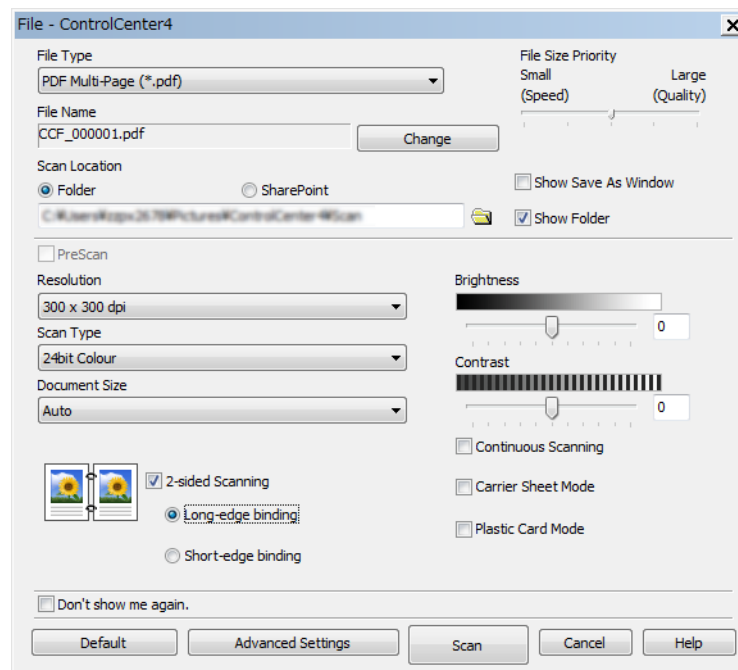 File - ControlCenter4
File Type
PDF Multi-Page (*.pdf)
File Name
CCF_000001.pdf
Change
File Size Priority
Small Large
(Speed) (Quality)
Scan Location
Folder SharePoint
Show Save As Window
Show Folder
PreScan
Resolution
300 x 300 dpi
Scan Type
24bit Colour
Document Size
Auto
Brightness
0
Contrast
0
2-sided Scanning
Long-edge binding
Short-edge binding
Continuous Scanning
Carrier Sheet Mode
Plastic Card Mode
Don't show me again.
Default Advanced Settings Scan Cancel Help